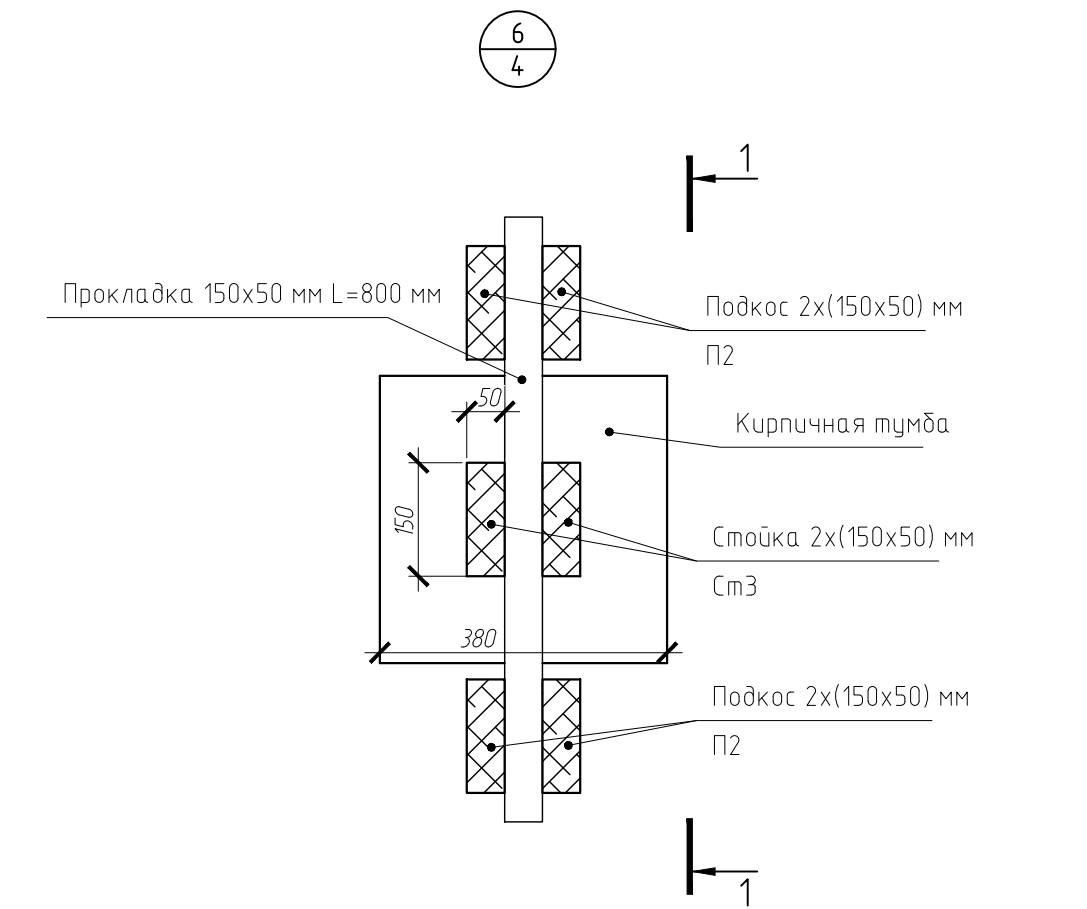 6
4
1
Прокладка 150х50 мм L=800 мм
Подкос 2х(150х50) мм
П2
50
Кирпичная тумба
150
Стойка 2х(150х50) мм
Ст3
380
Подкос 2х(150х50) мм
П2
1